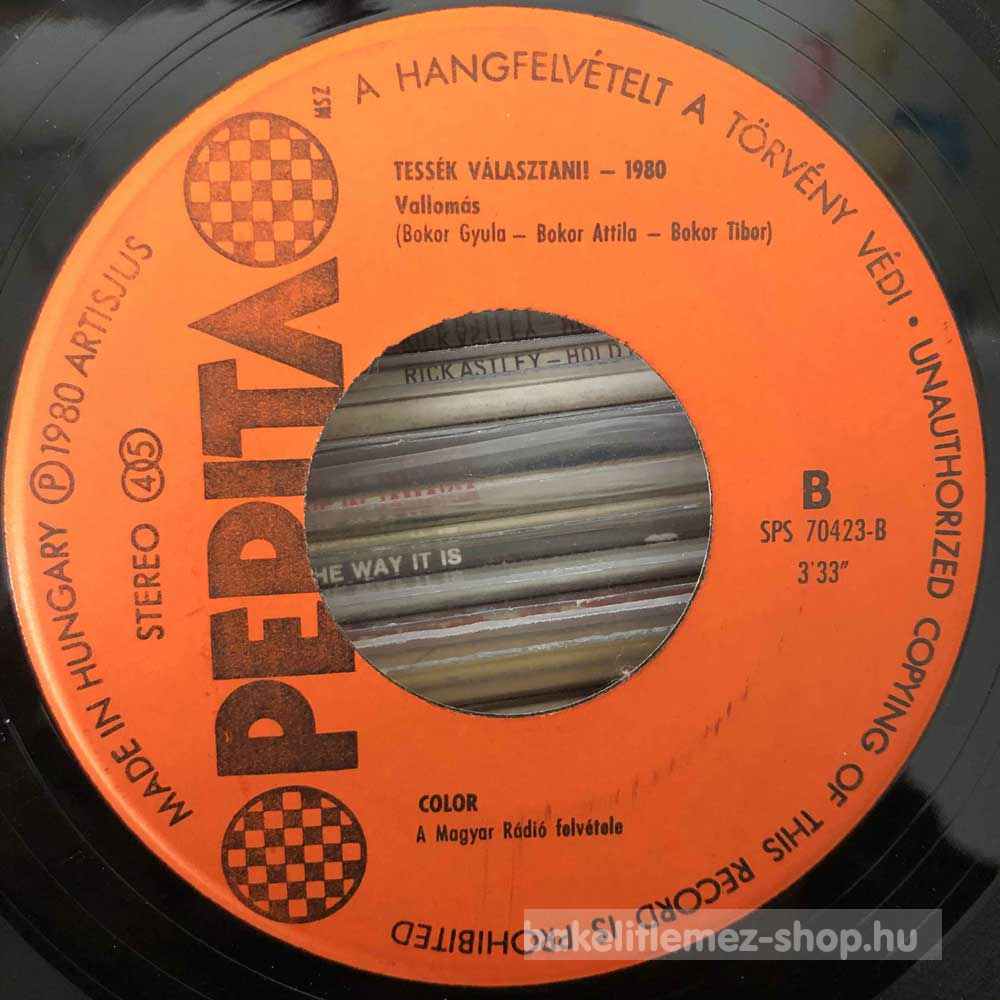 A HANGFELVÉTELT A TÖRVÉNY VÉDI • UNAUTHORIZED COPYING OF THIS RECORD IS PROHIBITED
MSZ
TESSÉK VÁLASZTANI! – 1980
Vallomás
(Bokor Gyula – Bokor Attila – Bokor Tibor)
PEPITA
MADE IN HUNGARY Ⓟ 1980 ARTISJUS
STEREO 45
RICK ASTLEY – HOLD
HE WAY IT IS
B
SPS 70423-B
3'33"
COLOR
A Magyar Rádió felvétele
bakelitlemez-shop.hu